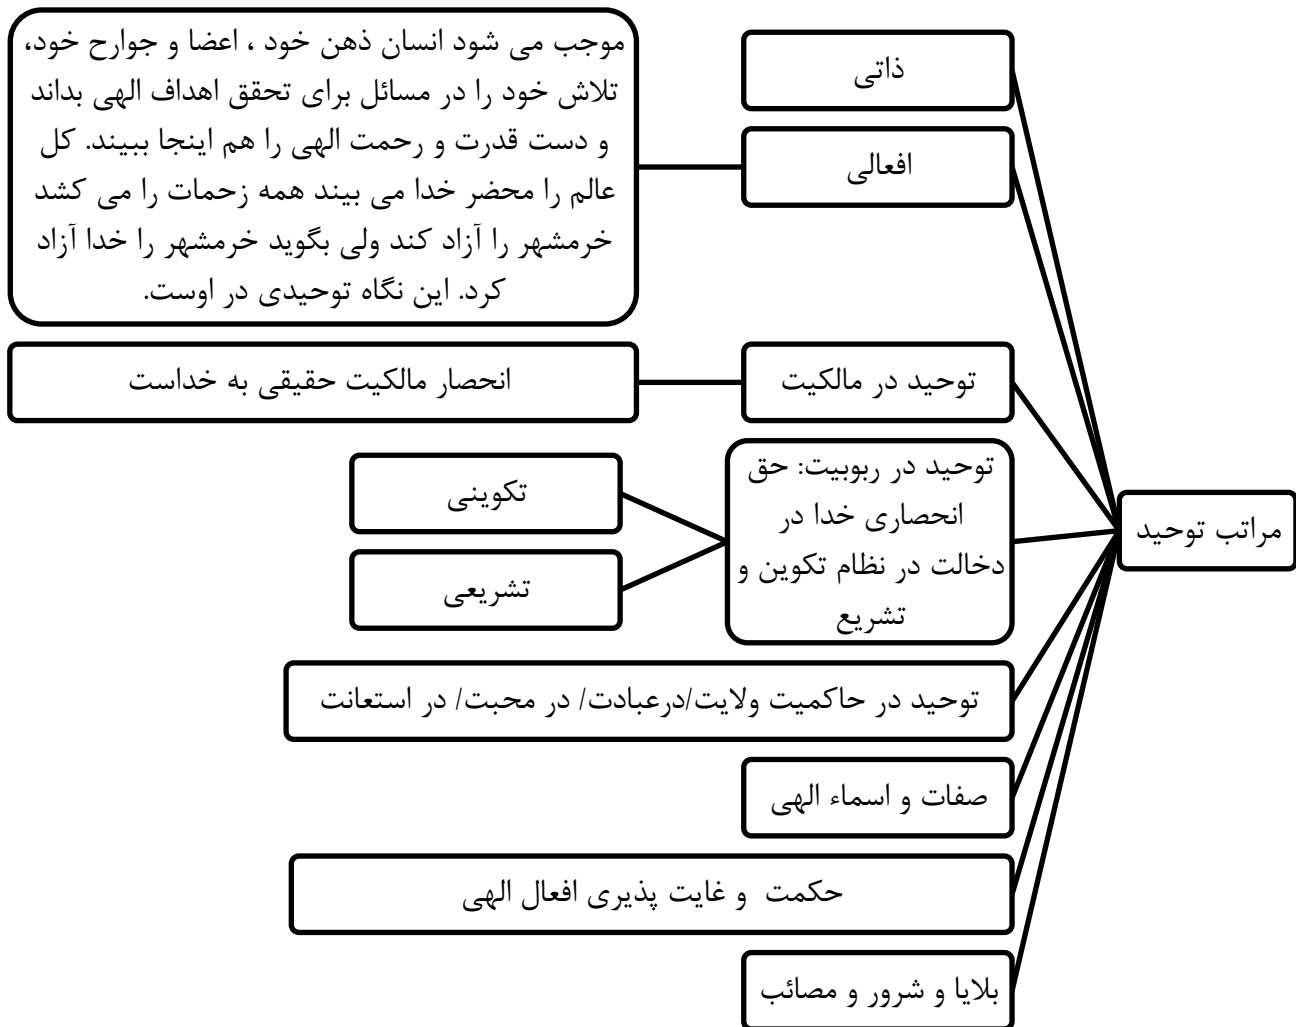 مراتب توحید
ذاتی
افعالی
موجب می شود انسان ذهن خود ، اعضا و جوارح خود،
تلاش خود را در مسائل برای تحقق اهداف الهی بداند
و دست قدرت و رحمت الهی را هم اینجا ببیند. کل
عالم را محضر خدا می بیند همه زحمات را می کشد
خرمشهر را آزاد کند ولی بگوید خرمشهر را خدا آزاد
کرد. این نگاه توحیدی در اوست.
توحید در مالکیت
انحصار مالکیت حقیقی به خداست
توحید در ربوبیت: حق
انحصاری خدا در
دخالت در نظام تکوین و
تشریع
تکوینی
تشریعی
توحید در حاکمیت ولایت/درعبادت/ در محبت/ در استعانت
صفات و اسماء الهی
حکمت و غایت پذیری افعال الهی
بلایا و شرور و مصائب